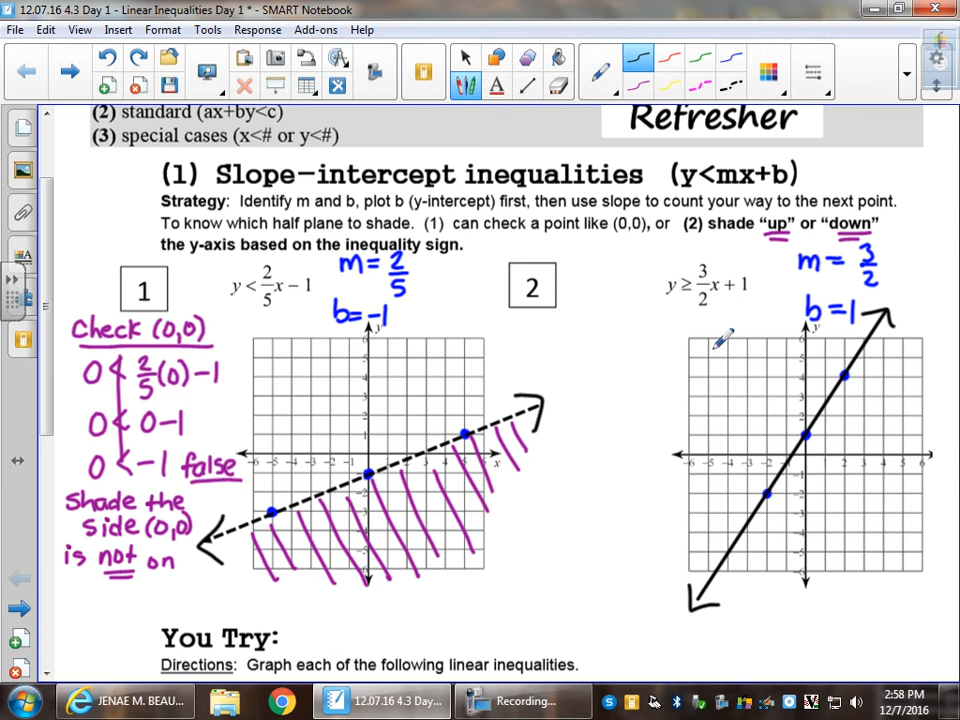 12.07.16 4.3 Day 1 - Linear Inequalities Day 1 * - SMART Notebook
File Edit View Insert Format Tools Response Add-ons Help
(2) standard (ax+by<c)
(3) special cases (x<# or y<#)
Refresher
(1) Slope-intercept inequalities (y<mx+b)
Strategy: Identify m and b, plot b (y-intercept) first, then use slope to count your way to the next point.
To know which half plane to shade. (1) can check a point like (0,0), or (2) shade “up” or “down”
the y-axis based on the inequality sign.
1
y < 2/5 x − 1
m = 2/5
b = -1
2
y ≥ 3/2 x + 1
m = 3/2
b = 1
Check (0,0)
0 < 2/5 (0) - 1
0 < 0 - 1
0 < -1 false
Shade the
side (0,0)
is not on
You Try:
Directions: Graph each of the following linear inequalities.
JENAE M. BEAU...
12.07.16 4.3 Day...
Recording...
2:58 PM
12/7/2016